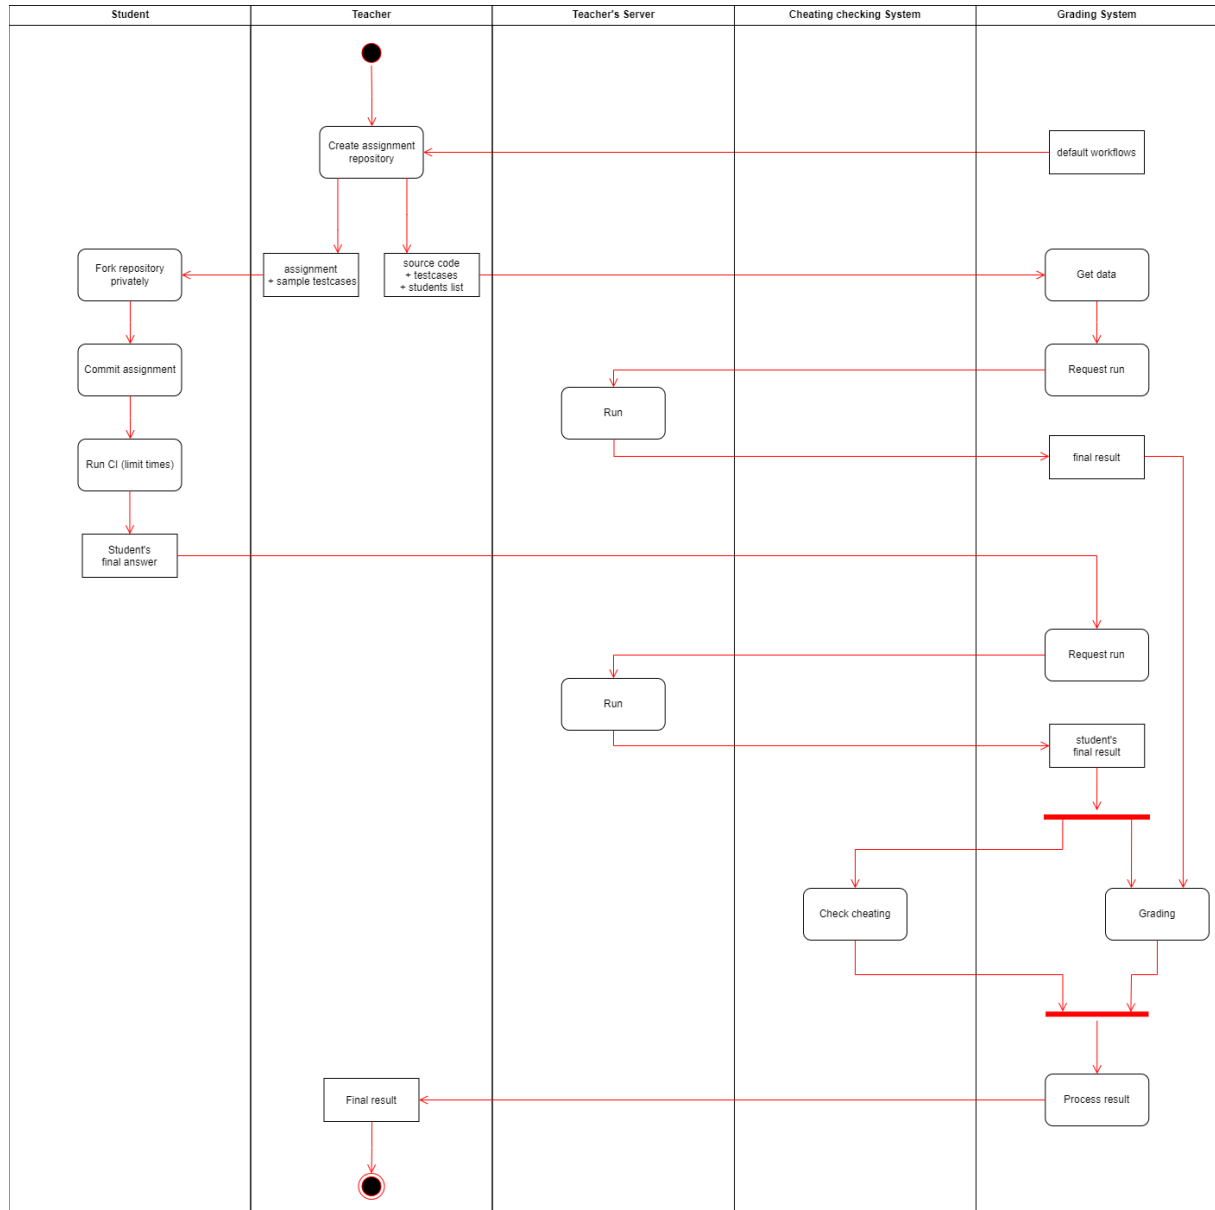 Student
Teacher
Teacher's Server
Cheating checking System
Grading System
Create assignment
repository
default workflows
Fork repository
privately
assignment
+ sample testcases
source code
+ testcases
+ students list
Get data
Commit assignment
Request run
Run
Run CI (limit times)
final result
Student's
final answer
Request run
Run
student's
final result
Check cheating
Grading
Final result
Process result